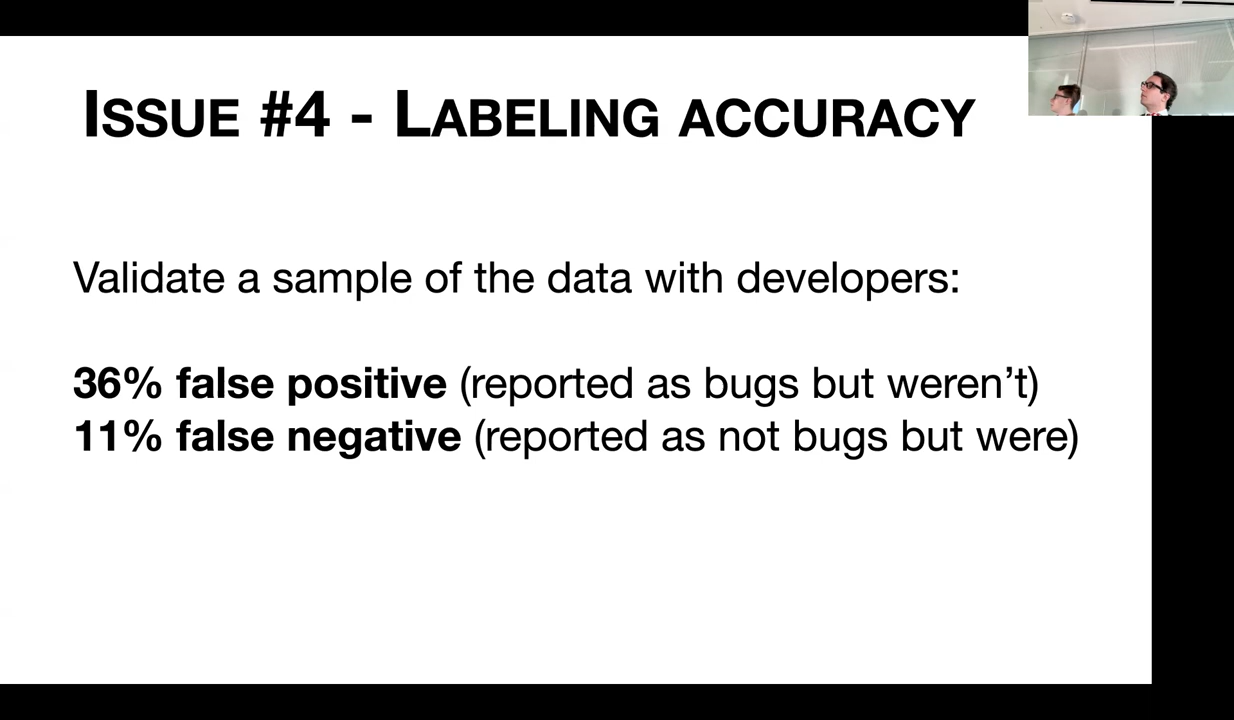 ISSUE #4 - LABELING ACCURACY
Validate a sample of the data with developers:
36% false positive (reported as bugs but weren’t)
11% false negative (reported as not bugs but were)